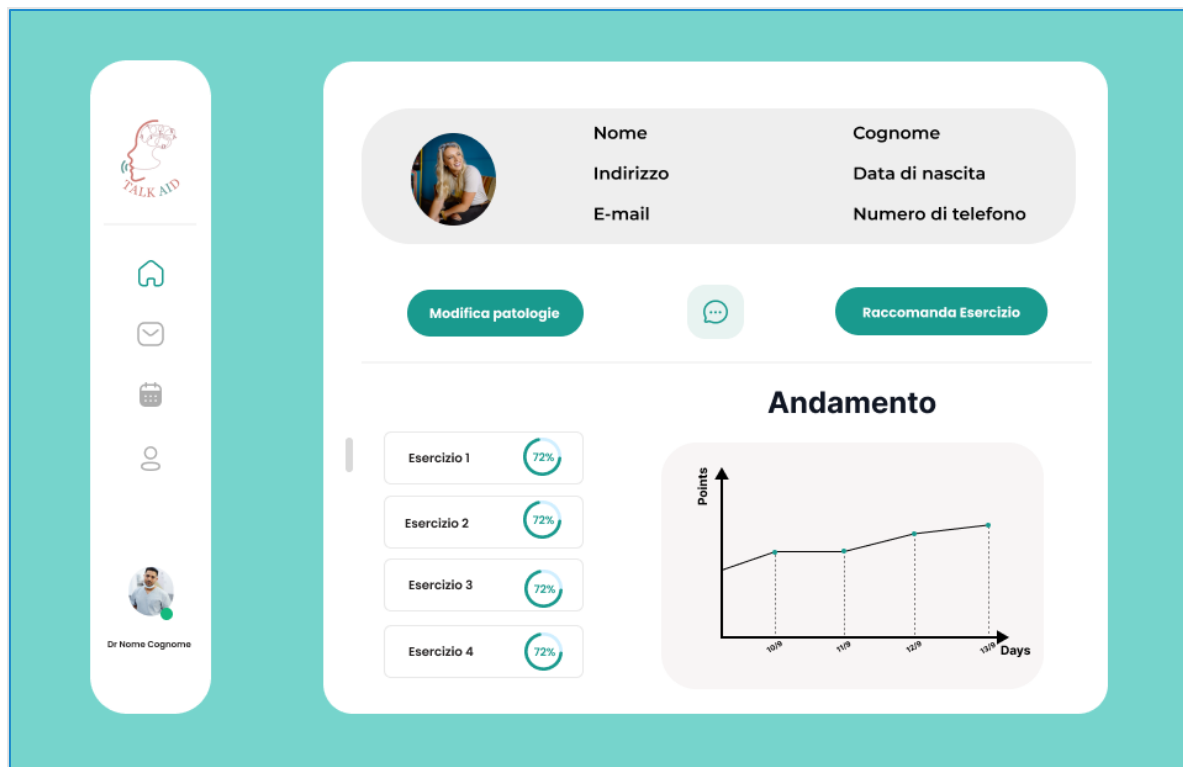 TALK AID
Dr Nome Cognome
Nome
Cognome
Indirizzo
Data di nascita
E-mail
Numero di telefono
Modifica patologie
Raccomanda Esercizio
Esercizio 1
72%
Esercizio 2
72%
Esercizio 3
72%
Esercizio 4
72%
Andamento
Points
10/9
11/9
12/9
13/9
Days